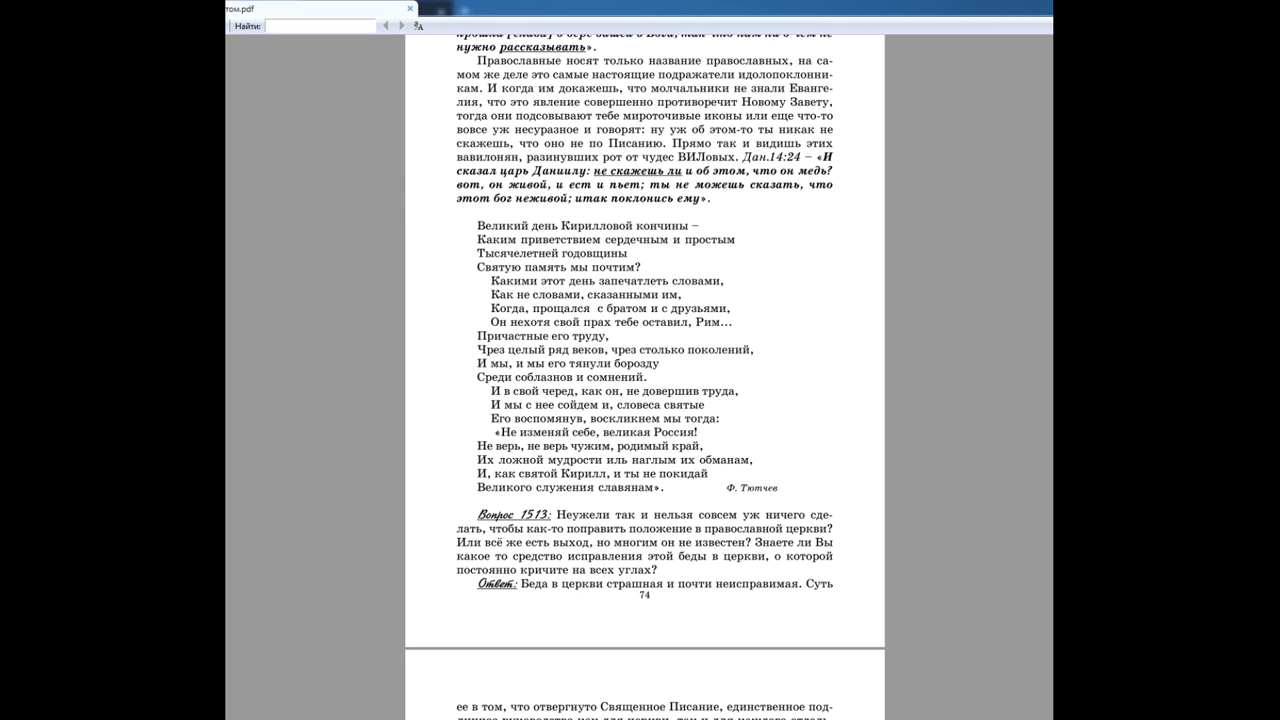 том.pdf
Найти:
нужно рассказывать».
Православные носят только название православных, на са-
мом же деле это самые настоящие подражатели идолопоклонни-
кам. И когда им докажешь, что молчальники не знали Еванге-
лия, что это явление совершенно противоречит Новому Завету,
тогда они подсовывают тебе мироточивые иконы или еще что-то
вовсе уж несуразное и говорят: ну уж об этом-то ты никак не
скажешь, что оно не по Писанию. Прямо так и видишь этих
вавилонян, разинувших рот от чудес ВИЛовых. Дан.14:24 – «И
сказал царь Даниилу: не скажешь ли и об этом, что он медь?
вот, он живой, и ест и пьет; ты не можешь сказать, что
этот бог неживой; итак поклонись ему».
Великий день Кирилловой кончины –
Каким приветствием сердечным и простым
Тысячелетней годовщины
Святую память мы почтим?
Какими этот день запечатлеть словами,
Как не словами, сказанными им,
Когда, прощался с братом и с друзьями,
Он нехотя свой прах тебе оставил, Рим...
Причастные его труду,
Чрез целый ряд веков, чрез столько поколений,
И мы, и мы его тянули борозду
Среди соблазнов и сомнений.
И в свой черед, как он, не довершив труда,
И мы с нее сойдем и, словеса святые
Его воспомянув, воскликнем мы тогда:
«Не изменяй себе, великая Россия!
Не верь, не верь чужим, родимый край,
Их ложной мудрости иль наглым их обманам,
И, как святой Кирилл, и ты не покидай
Великого служения славянам». Ф. Тютчев
Вопрос 1513: Неужели так и нельзя совсем уж ничего сде-
лать, чтобы как-то поправить положение в православной церкви?
Или всё же есть выход, но многим он не известен? Знаете ли Вы
какое то средство исправления этой беды в церкви, о которой
постоянно кричите на всех углах?
Ответ: Беда в церкви страшная и почти неисправимая. Суть
74
ее в том, что отвергнуто Священное Писание, единственное под-